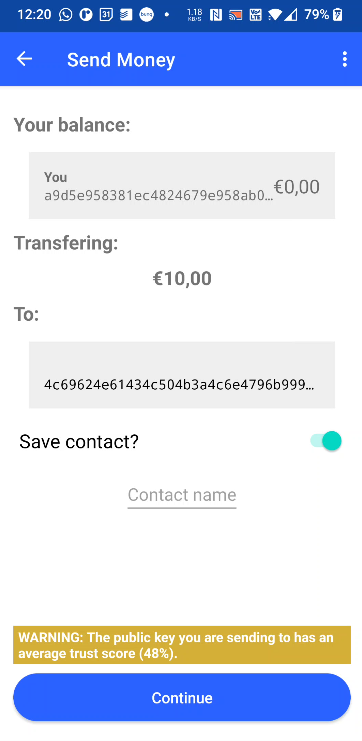 12:20
31
bunq
1.18
KB/S
79%
Send Money
Your balance:
You
a9d5e958381ec4824679e958ab0...
€0,00
Transfering:
€10,00
To:
4c69624e61434c504b3a4c6e4796b999...
Save contact?
Contact name
WARNING: The public key you are sending to has an
average trust score (48%).
Continue